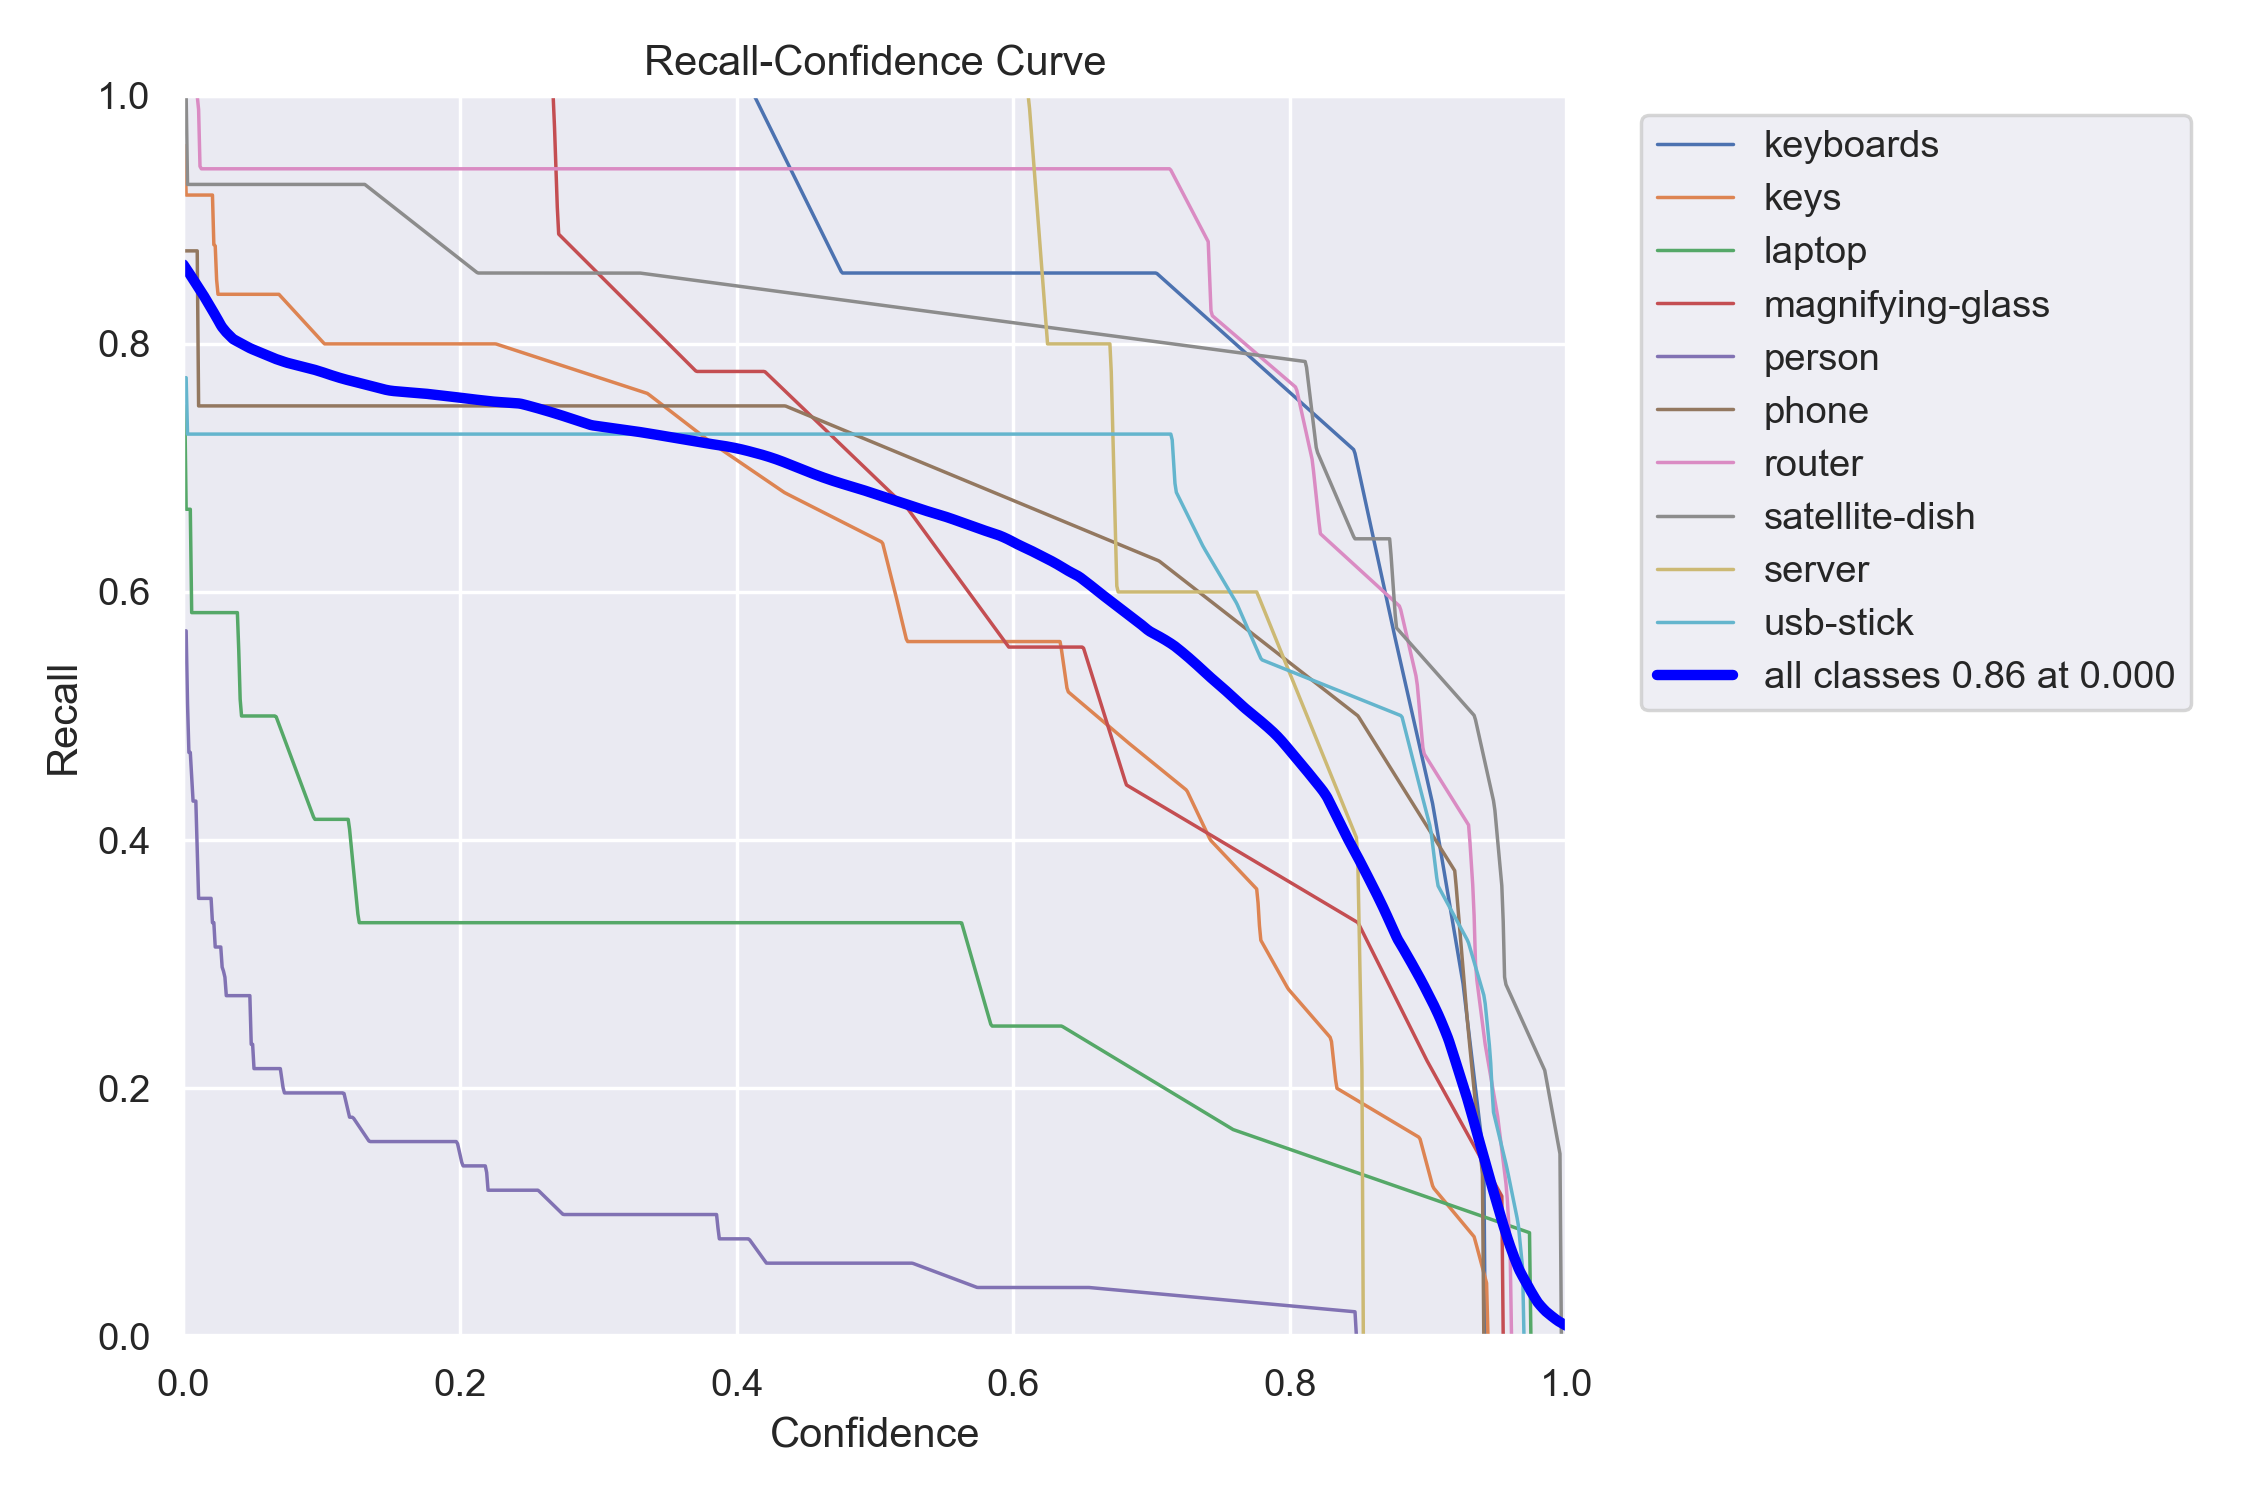 Recall-Confidence Curve
1.0
0.8
0.6
0.4
0.2
0.0
Recall
0.0 0.2 0.4 0.6 0.8 1.0
Confidence
keyboards
keys
laptop
magnifying-glass
person
phone
router
satellite-dish
server
usb-stick
all classes 0.86 at 0.000